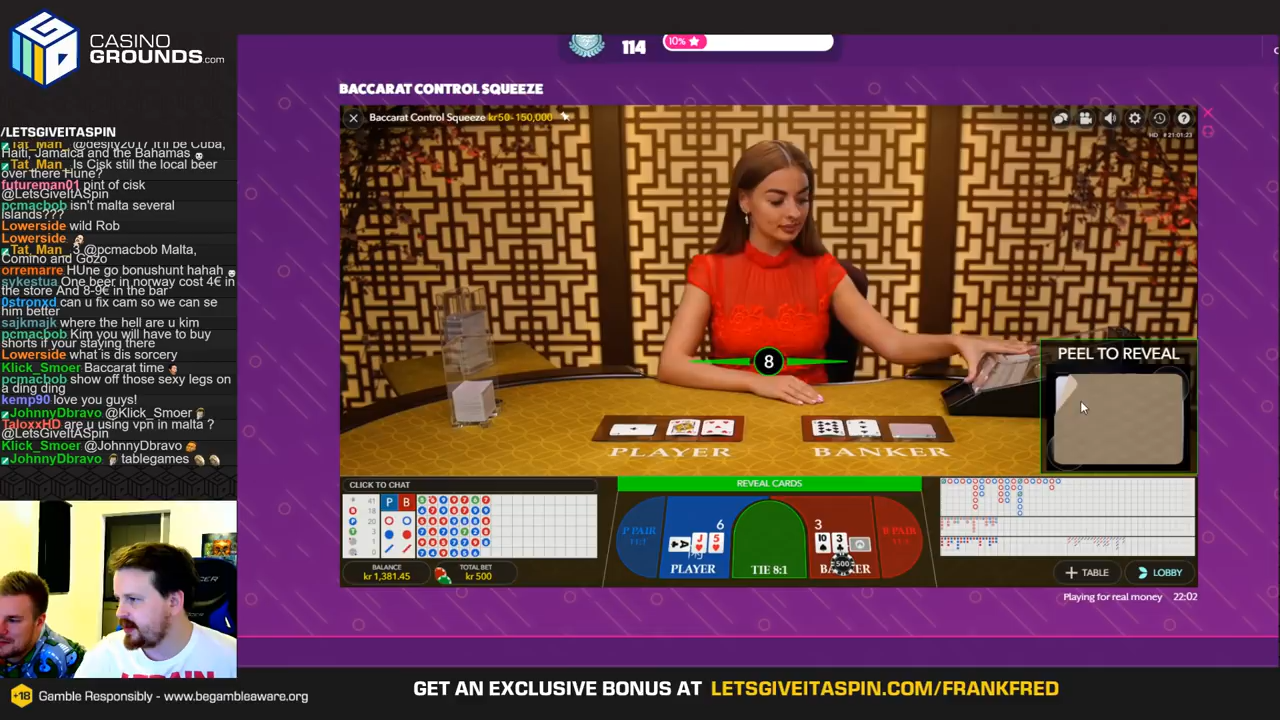 CASINO
GROUNDS.com
/LETSGIVEITASPIN
Tat_Man @desity2017 it'll be Cuba,
Haiti, Jamaica and the Bahamas
Tat_Man Is Cisk still the local beer
over there Hune?
futureman01 pint of cisk
@LetsGiveItASpin
pcmacbob isn't malta several
islands???
Lowerside wild Rob
Lowerside
Tat_Man 3 @pcmacbob Malta,
Comino and Gozo
orremarre HUne go bonushunt hahah
sykestua One beer in norway cost 4€ in
the store And 8-9€ in the bar
0stronxd can u fix cam so we can se
him better
sajkmajk where the hell are u kim
pcmacbob Kim you will have to buy
shorts if your staying there
Lowerside what is dis sorcery
Klick_Smoer Baccarat time
pcmacbob show off those sexy legs on
a ding ding
kemp90 love you guys!
JohnnyDbravo @Klick_Smoer
TaloxxHD are u using vpn in malta ?
@LetsGiveItASpin
Klick_Smoer @JohnnyDbravo
JohnnyDbravo tablegames
114
10%
BACCARAT CONTROL SQUEEZE
Baccarat Control Squeeze kr50-150,000
HD #21:01:23
8
PEEL TO REVEAL
PLAYER
BANKER
CLICK TO CHAT
REVEAL CARDS
P B
P PAIR
11:1
6
A J 5
PLAYER
TIE 8:1
3
10 3
500
BANKER
B PAIR
11:1
BALANCE
kr 1,381.45
TOTAL BET
kr 500
+ TABLE
LOBBY
Playing for real money 22:02
+18 Gamble Responsibly - www.begambleaware.org
GET AN EXCLUSIVE BONUS AT LETSGIVEITASPIN.COM/FRANKFRED